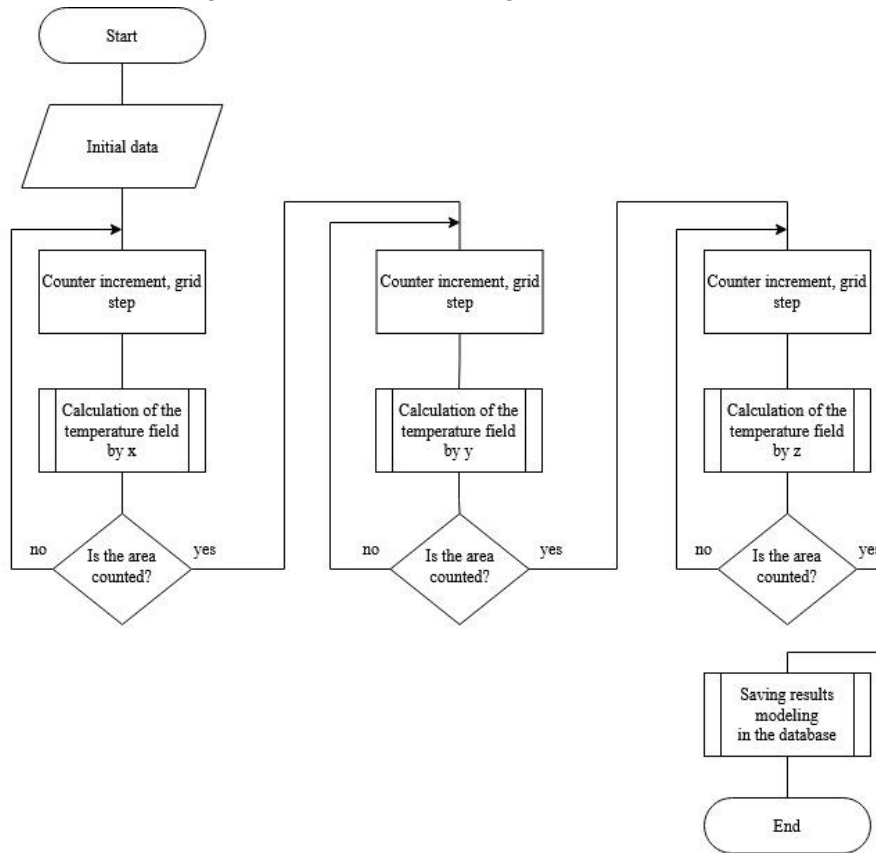 Start
Initial data
Counter increment, grid
step
Calculation of the
temperature field
by x
no
Is the area
counted?
yes
Counter increment, grid
step
Calculation of the
temperature field
by y
no
Is the area
counted?
yes
Counter increment, grid
step
Calculation of the
temperature field
by z
no
Is the area
counted?
yes
Saving results
modeling
in the database
End